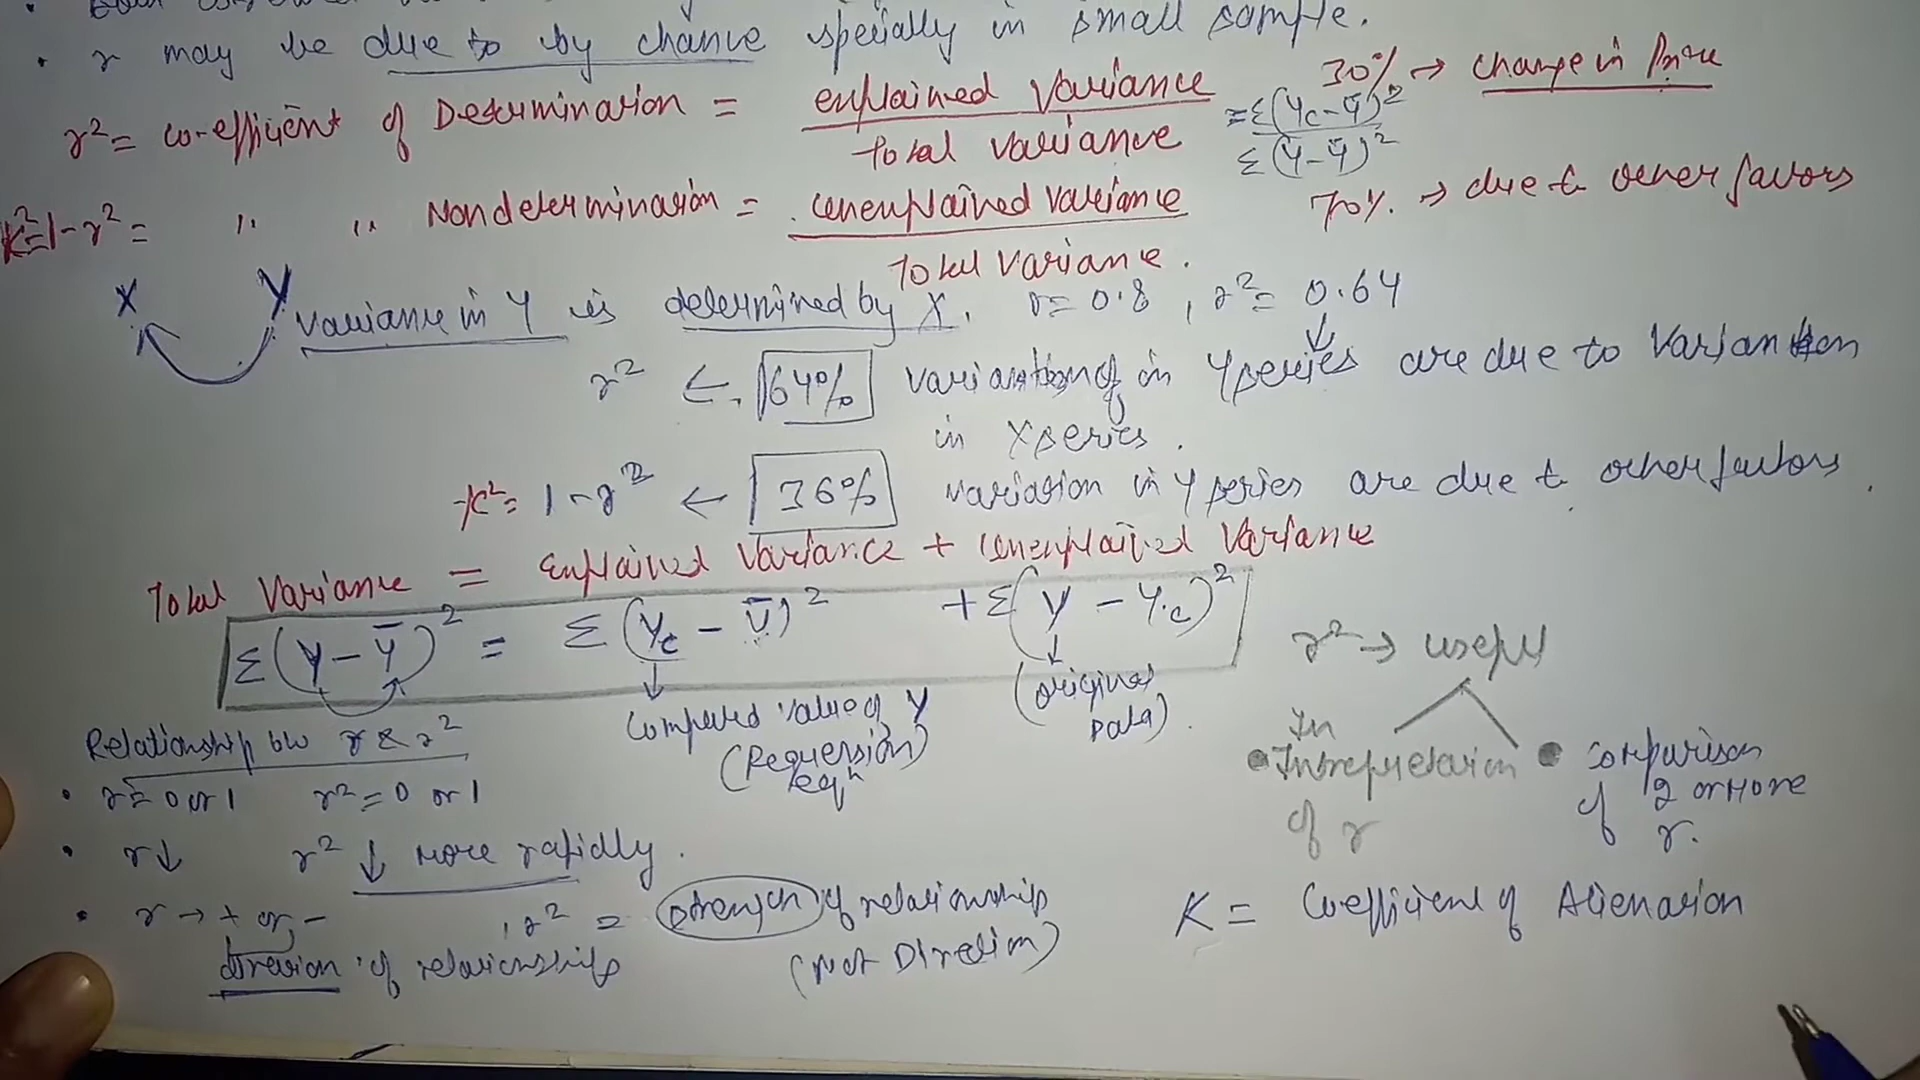 • r may be due to by chance specially in small sample.
r² = co-efficient of Determination = explained variance / Total variance = Σ(Yc-Ȳ)² / Σ(Y-Ȳ)²
30% → change in Price
K²=1-r² = " " Nondetermination = unexplained variance / Total variance.
70% → due to other factors
X Y
variance in Y is determined by X. r = 0.8, r² = 0.64
r² ← 64% variation in Y series are due to variation
in X series.
K² = 1-r² ← 36% variation in Y series are due to other factors.
Total Variance = Explained Variance + Unexplained Variance
Σ(Y-Ȳ)² = Σ(Yc - Ȳ)² + Σ(Y - Yc)²
Computed value of Y
(Regression
eqn)
(original
Data).
r² → useful
In
• Interpretation
of r
• comparison
of 2 or More
r.
Relationship bw r & r²
• r = 0 or 1 r² = 0 or 1
• r↓ r² ↓ More rapidly.
• r → + or - , r² = strength of relationship
direction of relationship (Not Direction)
K = Coefficient of Alienation